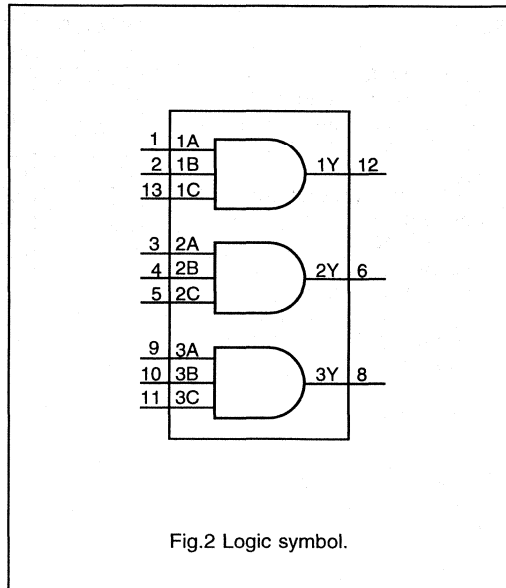 1 1A
2 1B 1Y 12
13 1C
3 2A
4 2B 2Y 6
5 2C
9 3A
10 3B 3Y 8
11 3C
Fig.2 Logic symbol.